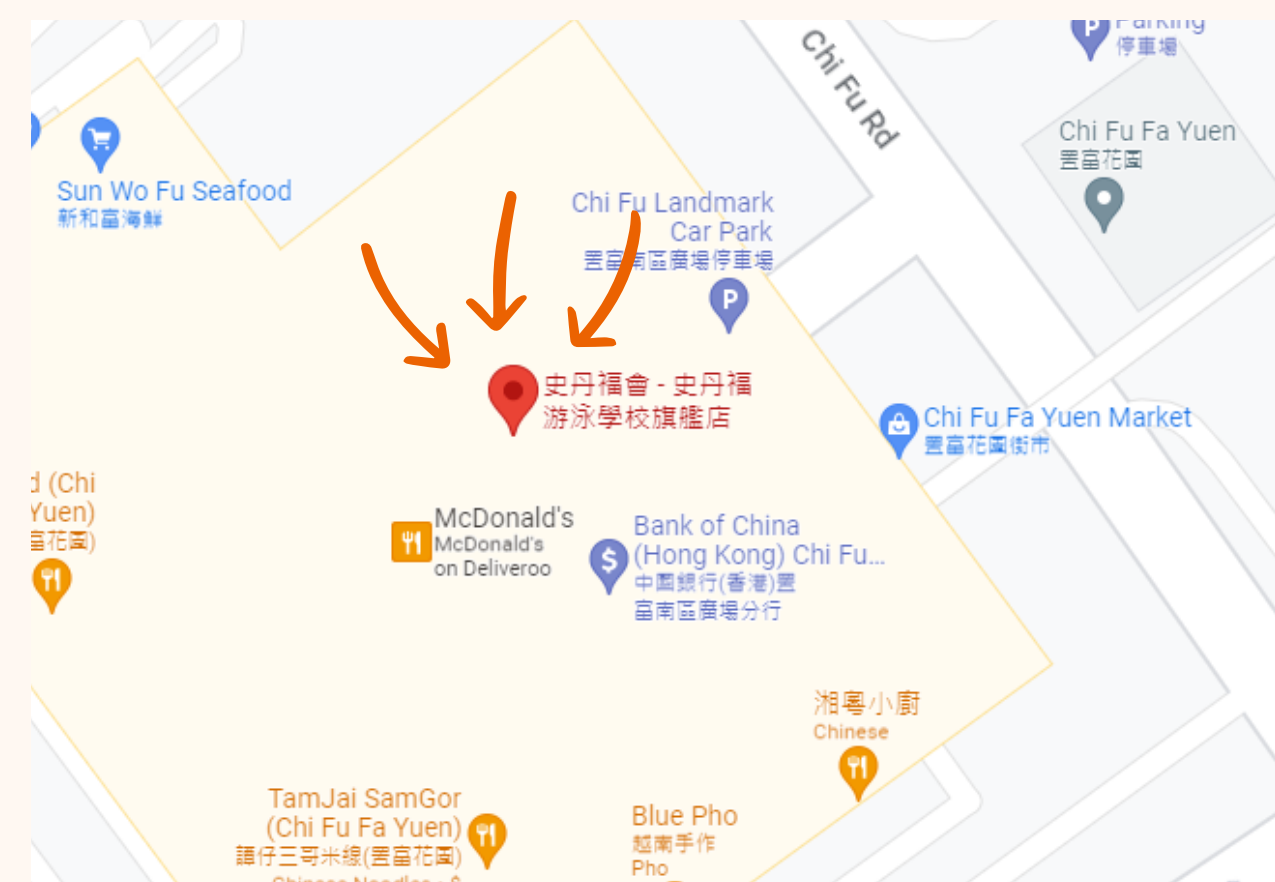 Parking
停車場
Chi Fu Rd
Chi Fu Fa Yuen
置富花園
Sun Wo Fu Seafood
新和富海鮮
Chi Fu Landmark
Car Park
置富南區廣場停車場
史丹福會 - 史丹福
游泳學校旗艦店
Chi Fu Fa Yuen Market
置富花園街市
d (Chi
Yuen)
富花園)
McDonald's
McDonald's
on Deliveroo
Bank of China
(Hong Kong) Chi Fu...
中國銀行(香港)置
富南區廣場分行
湘粵小廚
Chinese
TamJai SamGor
(Chi Fu Fa Yuen)
譚仔三哥米線(置富花園)
Blue Pho
越南手作
Pho